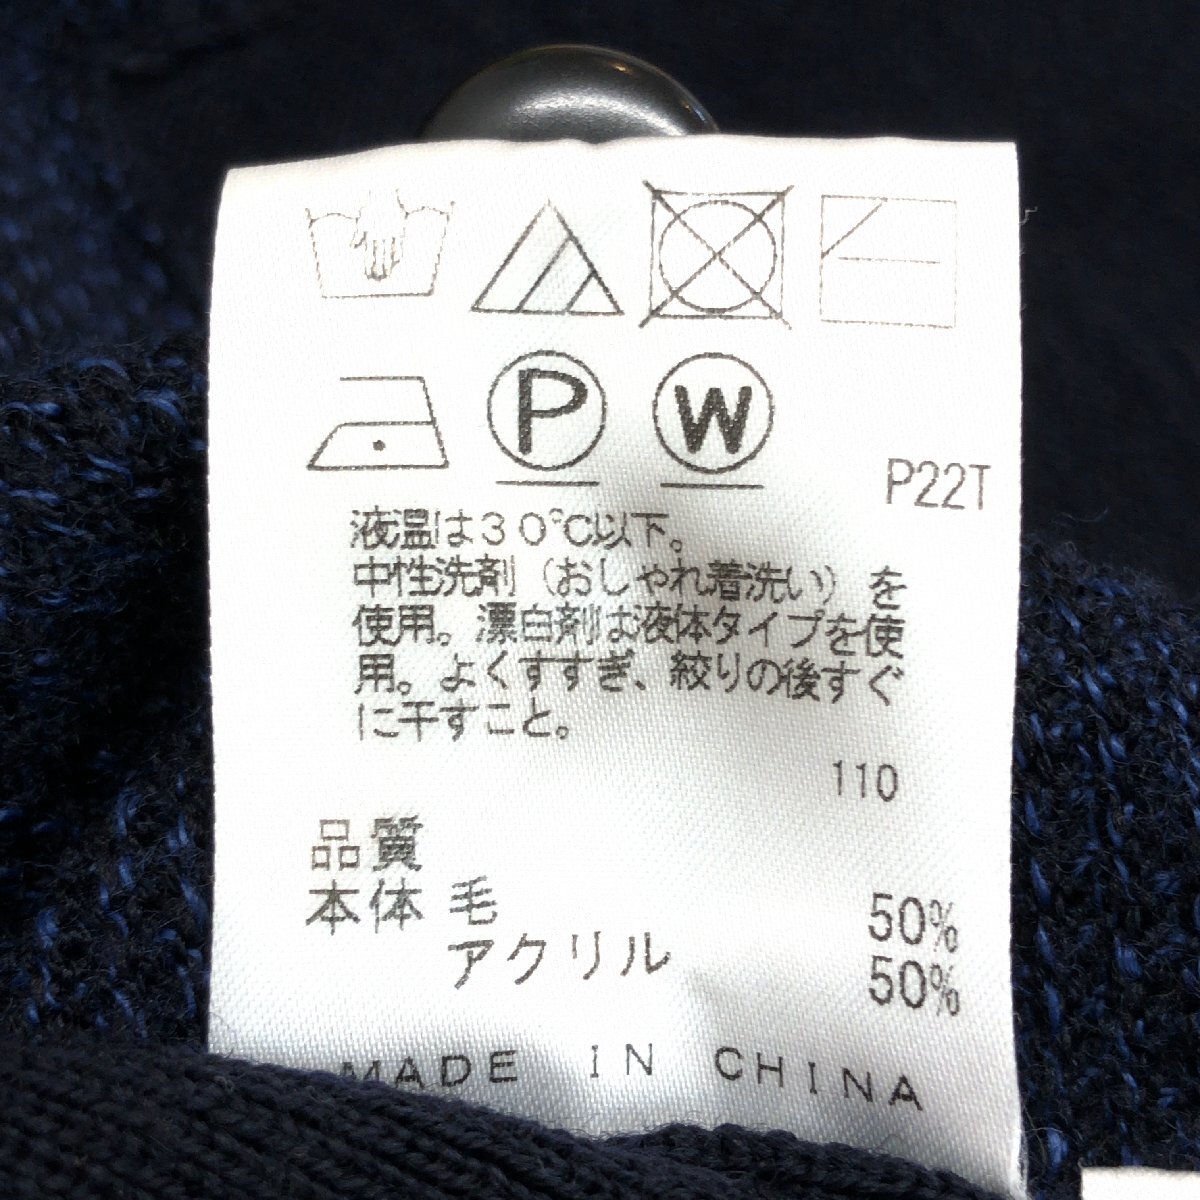 P
W
P22T
液温は30℃以下。
中性洗剤（おしゃれ着洗い）を
使用。漂白剤は液体タイプを使
用。よくすすぎ、絞りの後すぐ
に干すこと。
110
品質
本体 毛 50%
アクリル 50%
MADE IN CHINA